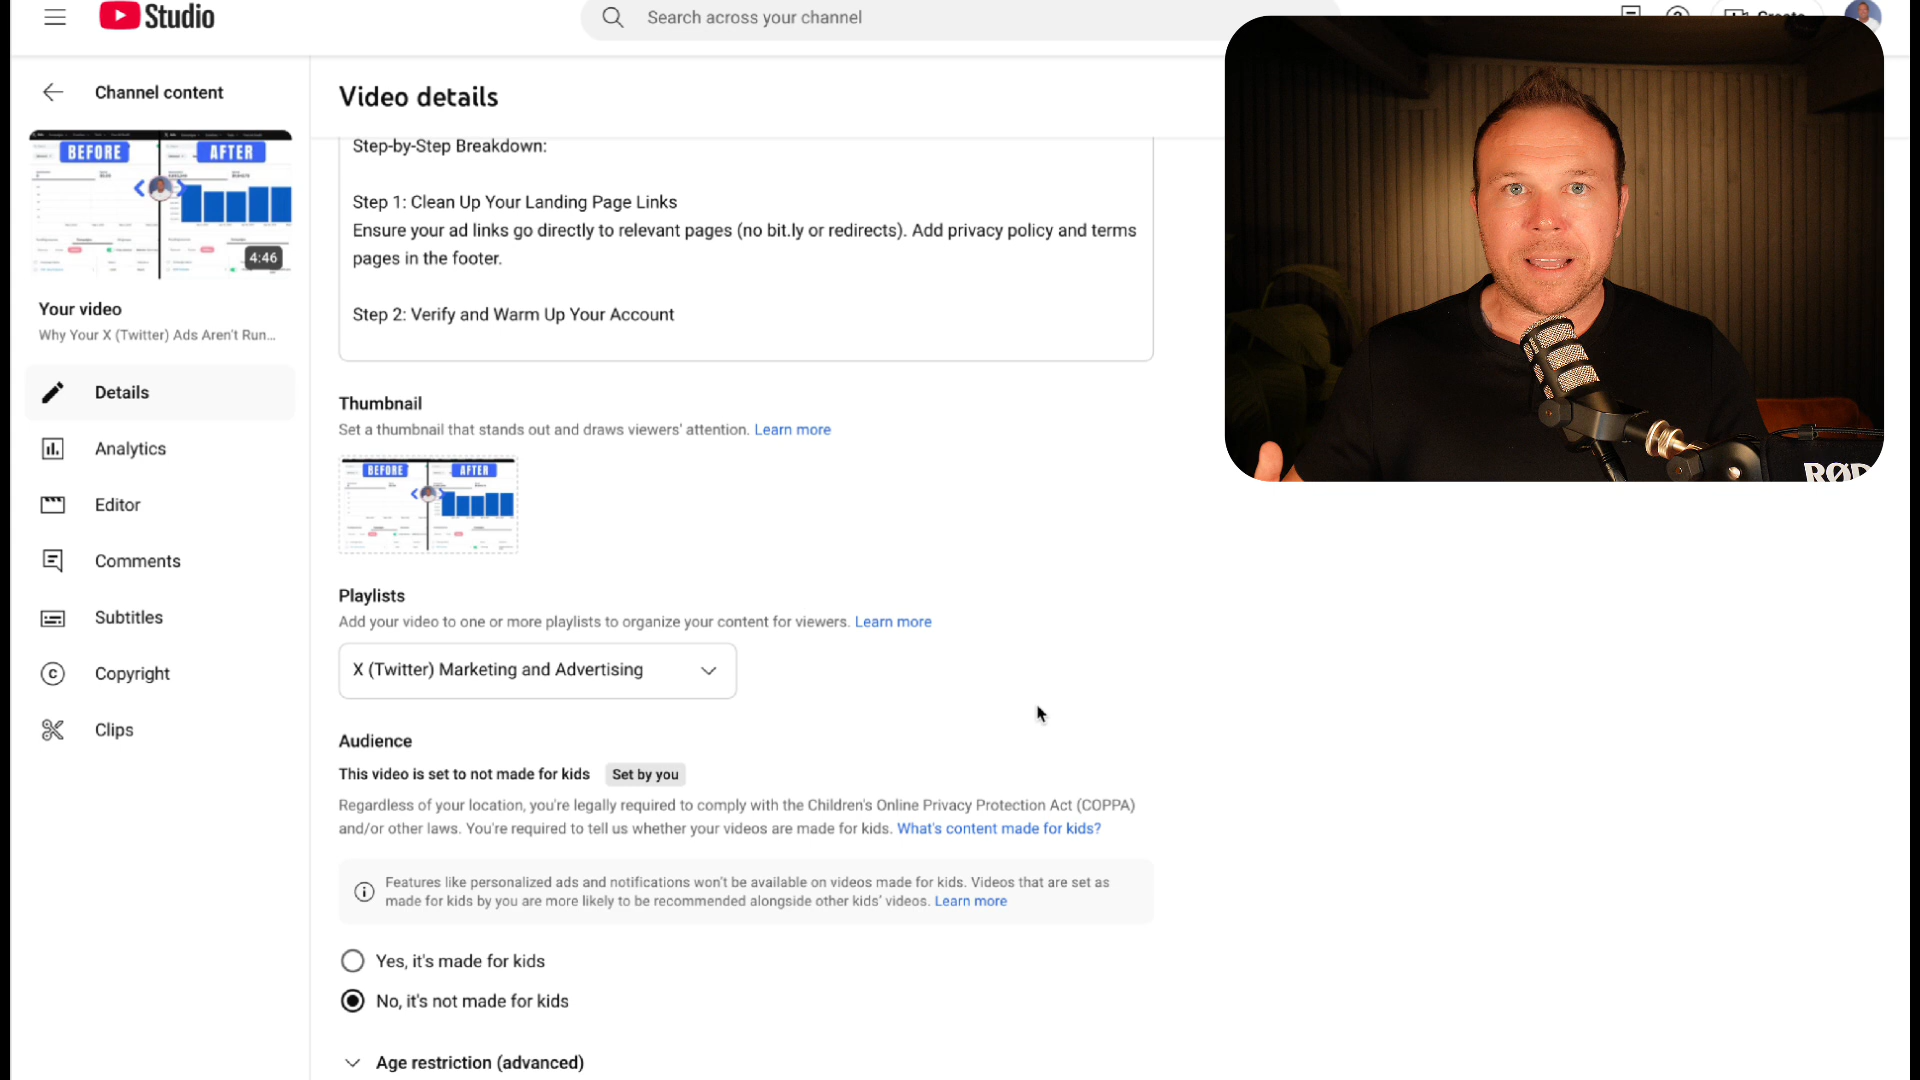 Studio
Search across your channel
Create
Channel content
BEFORE
AFTER
4:46
Your video
Why Your X (Twitter) Ads Aren't Run...
Details
Analytics
Editor
Comments
Subtitles
Copyright
Clips
Video details
Step-by-Step Breakdown:
Step 1: Clean Up Your Landing Page Links
Ensure your ad links go directly to relevant pages (no bit.ly or redirects). Add privacy policy and terms
pages in the footer.
Step 2: Verify and Warm Up Your Account
Thumbnail
Set a thumbnail that stands out and draws viewers' attention. Learn more
BEFORE
AFTER
Playlists
Add your video to one or more playlists to organize your content for viewers. Learn more
X (Twitter) Marketing and Advertising
Audience
This video is set to not made for kids Set by you
Regardless of your location, you're legally required to comply with the Children's Online Privacy Protection Act (COPPA)
and/or other laws. You're required to tell us whether your videos are made for kids. What's content made for kids?
Features like personalized ads and notifications won't be available on videos made for kids. Videos that are set as
made for kids by you are more likely to be recommended alongside other kids' videos. Learn more
Yes, it's made for kids
No, it's not made for kids
Age restriction (advanced)
RØD